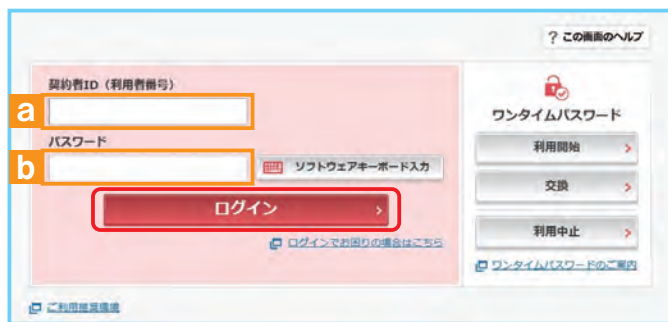 ? この画面のヘルプ
契約者ID（利用者番号）
a
パスワード
b
ソフトウェアキーボード入力
ログイン
ログインでお困りの場合はこちら
ワンタイムパスワード
利用開始
交換
利用中止
ワンタイムパスワードのご案内
ご利用推奨環境